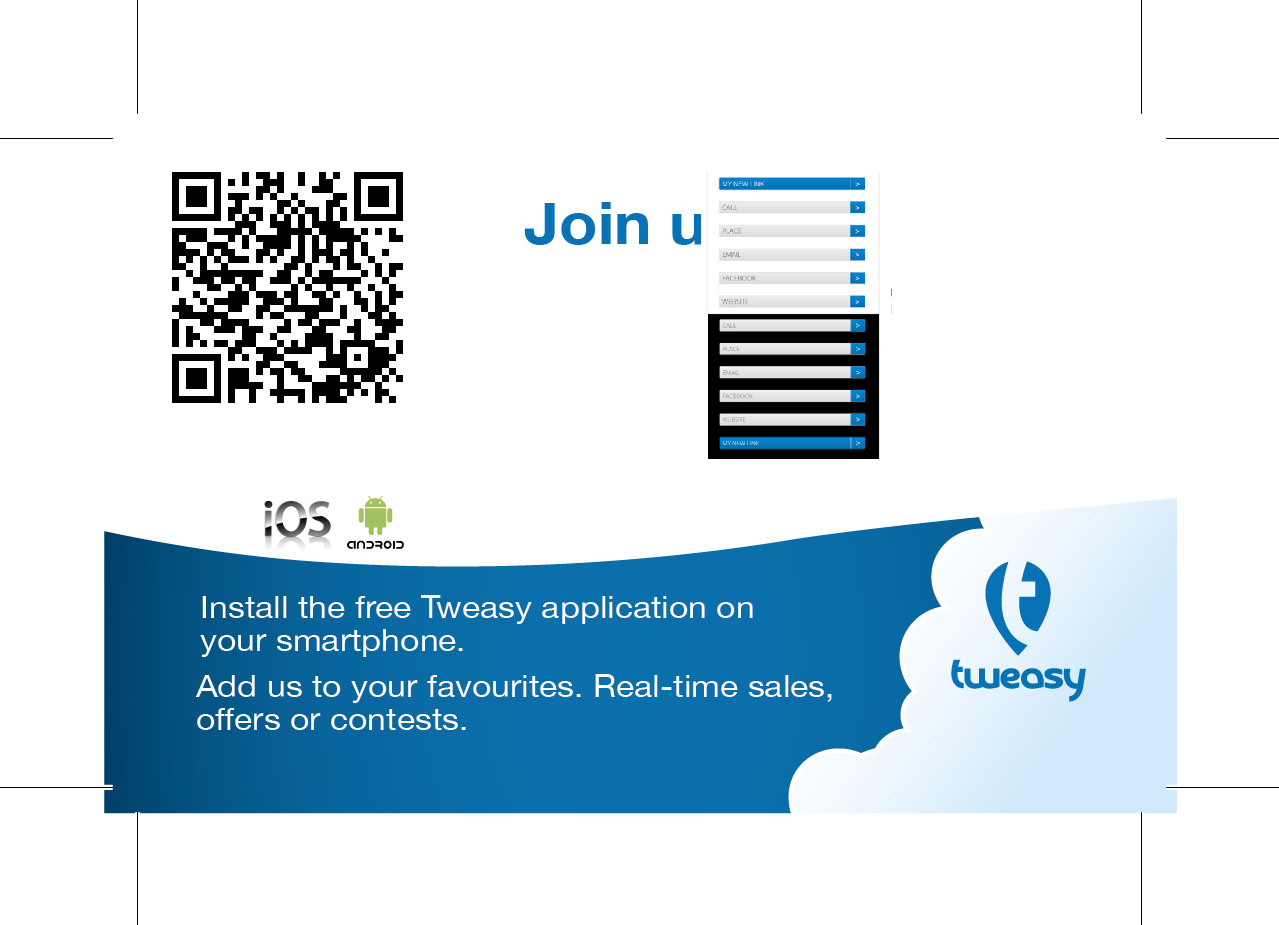 Join u
MY NEW LINK >
CALL >
PLACE >
EMAIL >
FACEBOOK >
WEBSITE >
CALL >
PLACE >
EMAIL >
FACEBOOK >
WEBSITE >
MY NEW LINK >
iOS
ANDROID
Install the free Tweasy application on
your smartphone.
Add us to your favourites. Real-time sales,
offers or contests.
t
tweasy